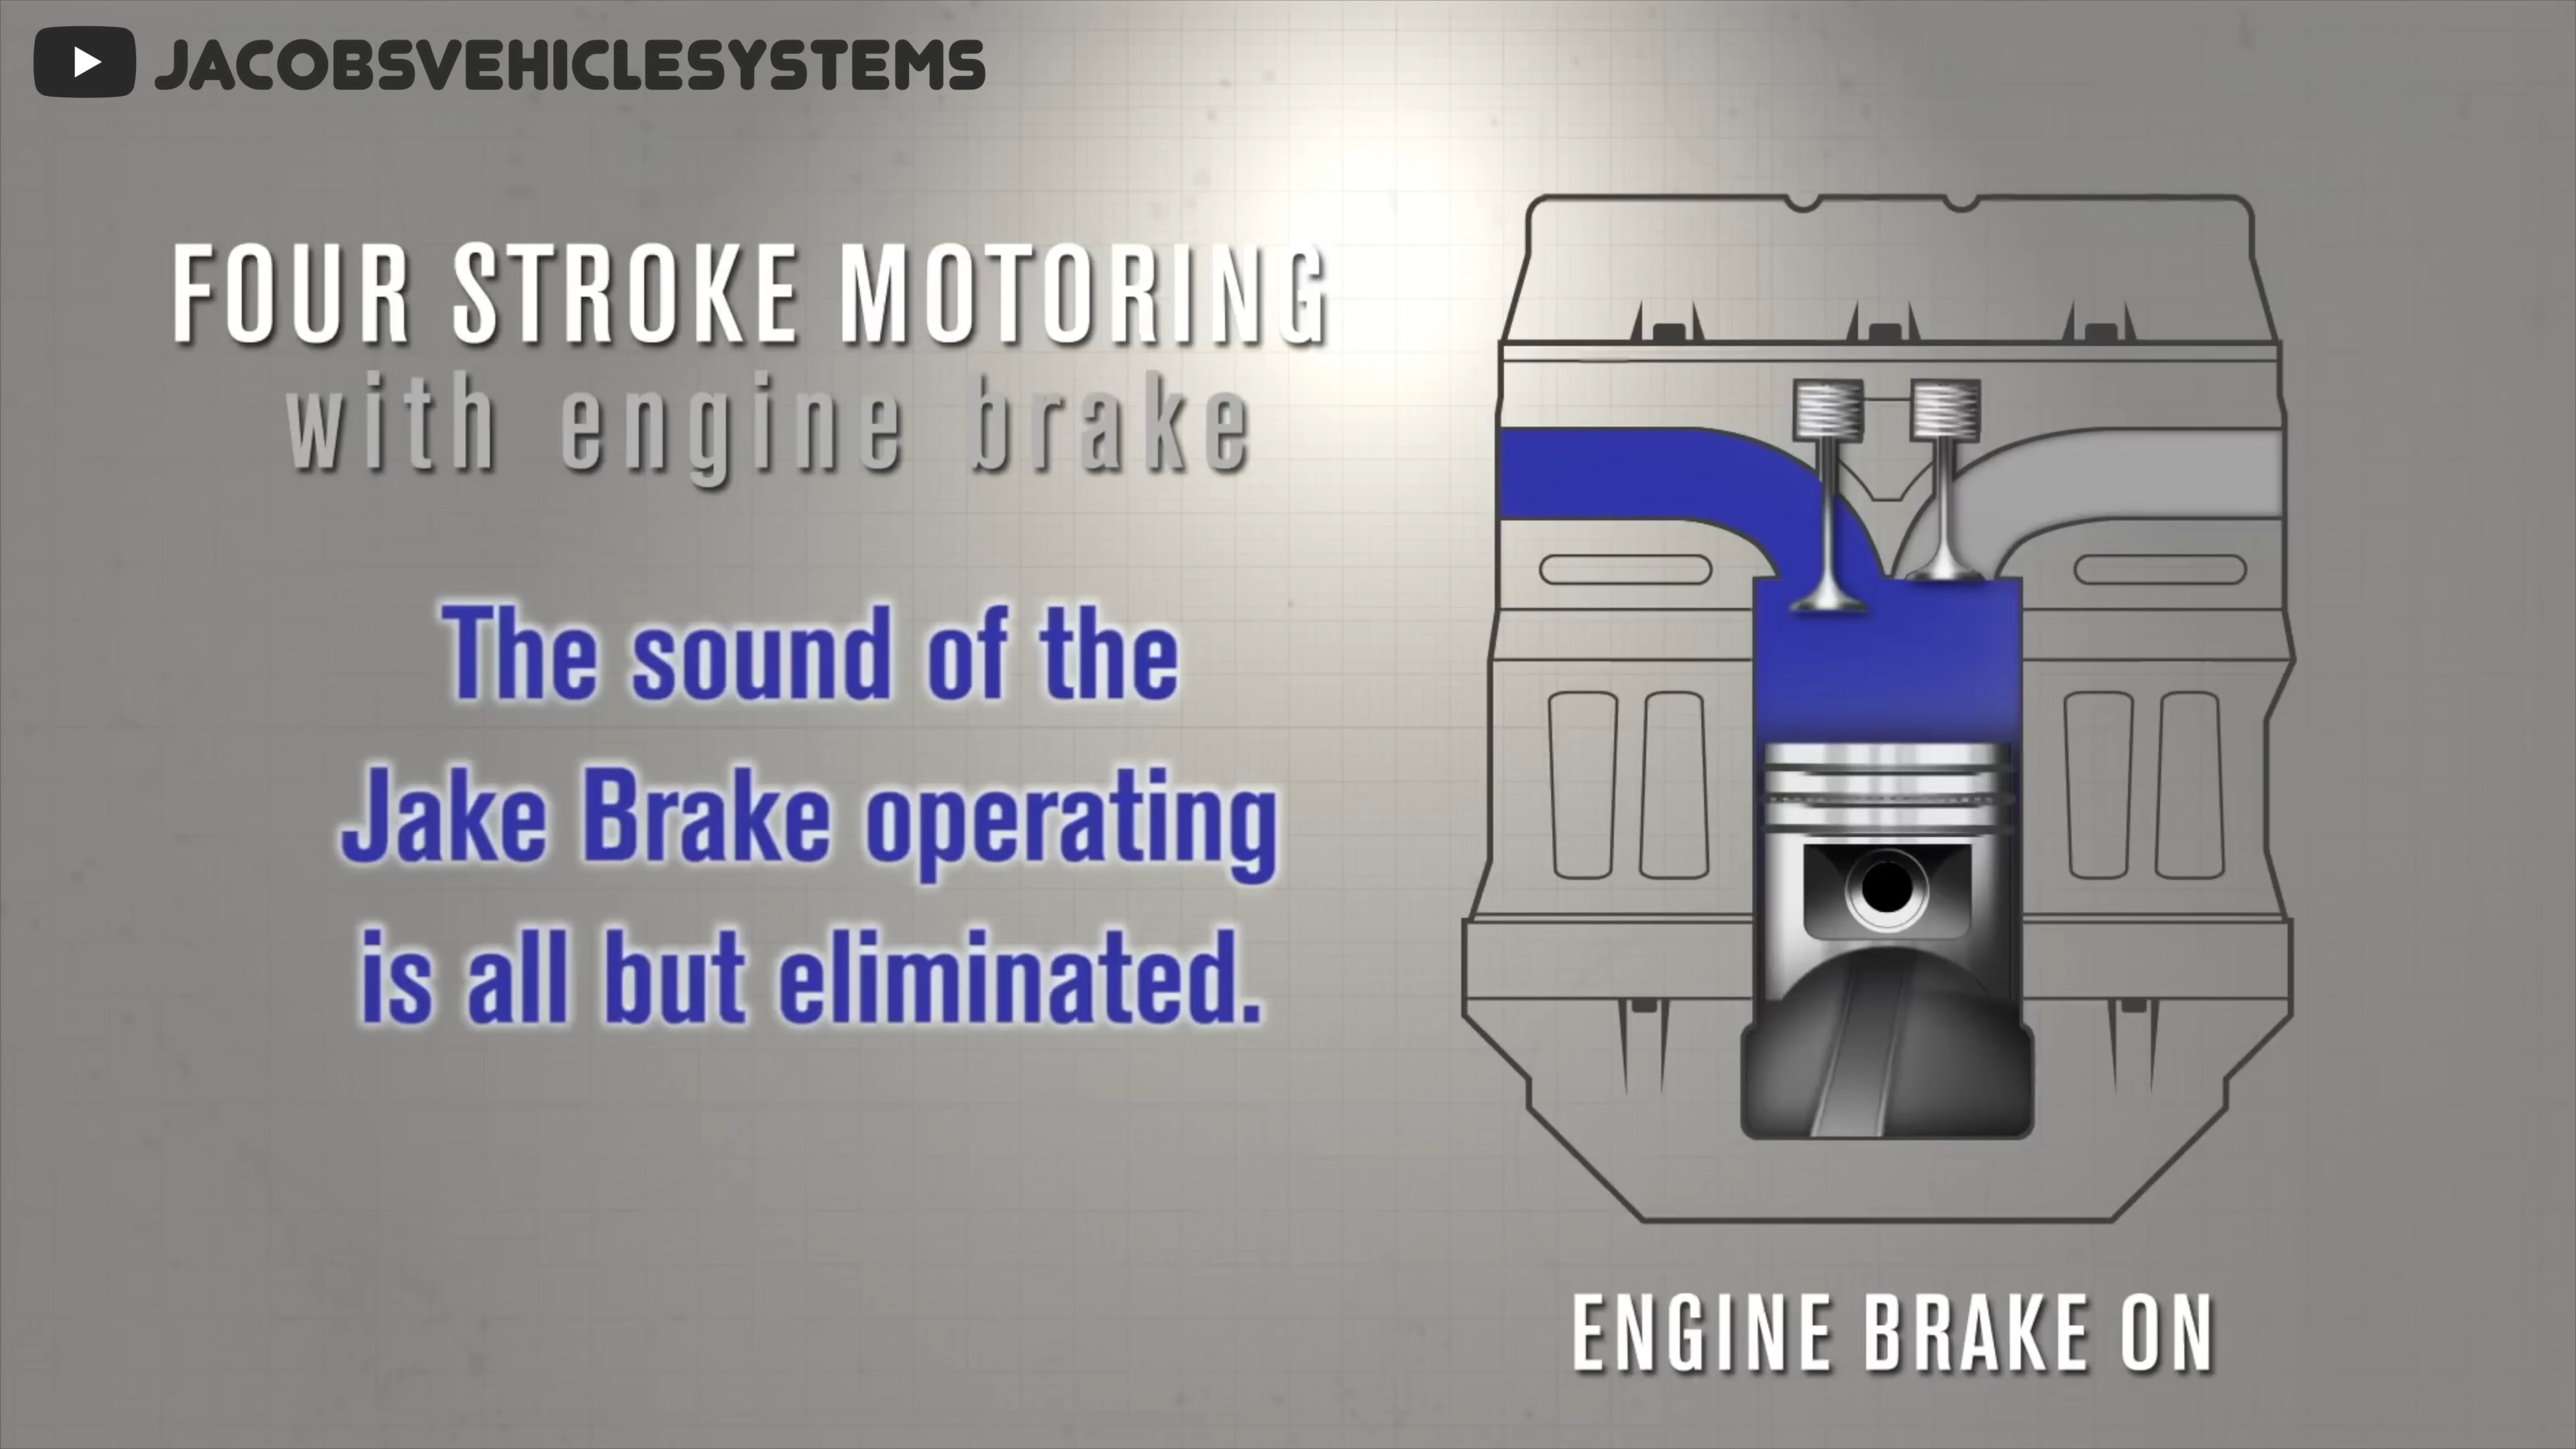 JACOBSVEHICLESYSTEMS
FOUR STROKE MOTORING
with engine brake
The sound of the
Jake Brake operating
is all but eliminated.
ENGINE BRAKE ON